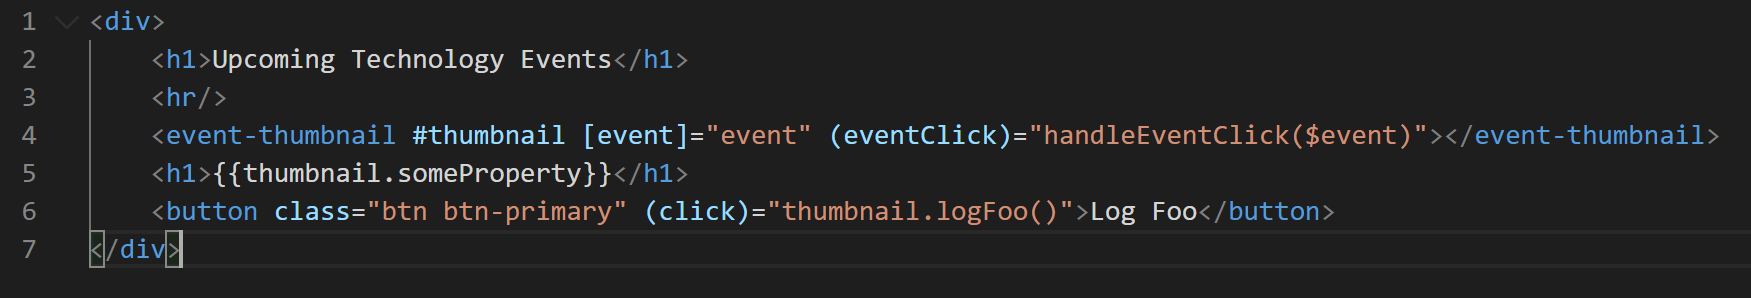 1 <div>
2 <h1>Upcoming Technology Events</h1>
3 <hr/>
4 <event-thumbnail #thumbnail [event]="event" (eventClick)="handleEventClick($event)"></event-thumbnail>
5 <h1>{{thumbnail.someProperty}}</h1>
6 <button class="btn btn-primary" (click)="thumbnail.logFoo()">Log Foo</button>
7 </div>